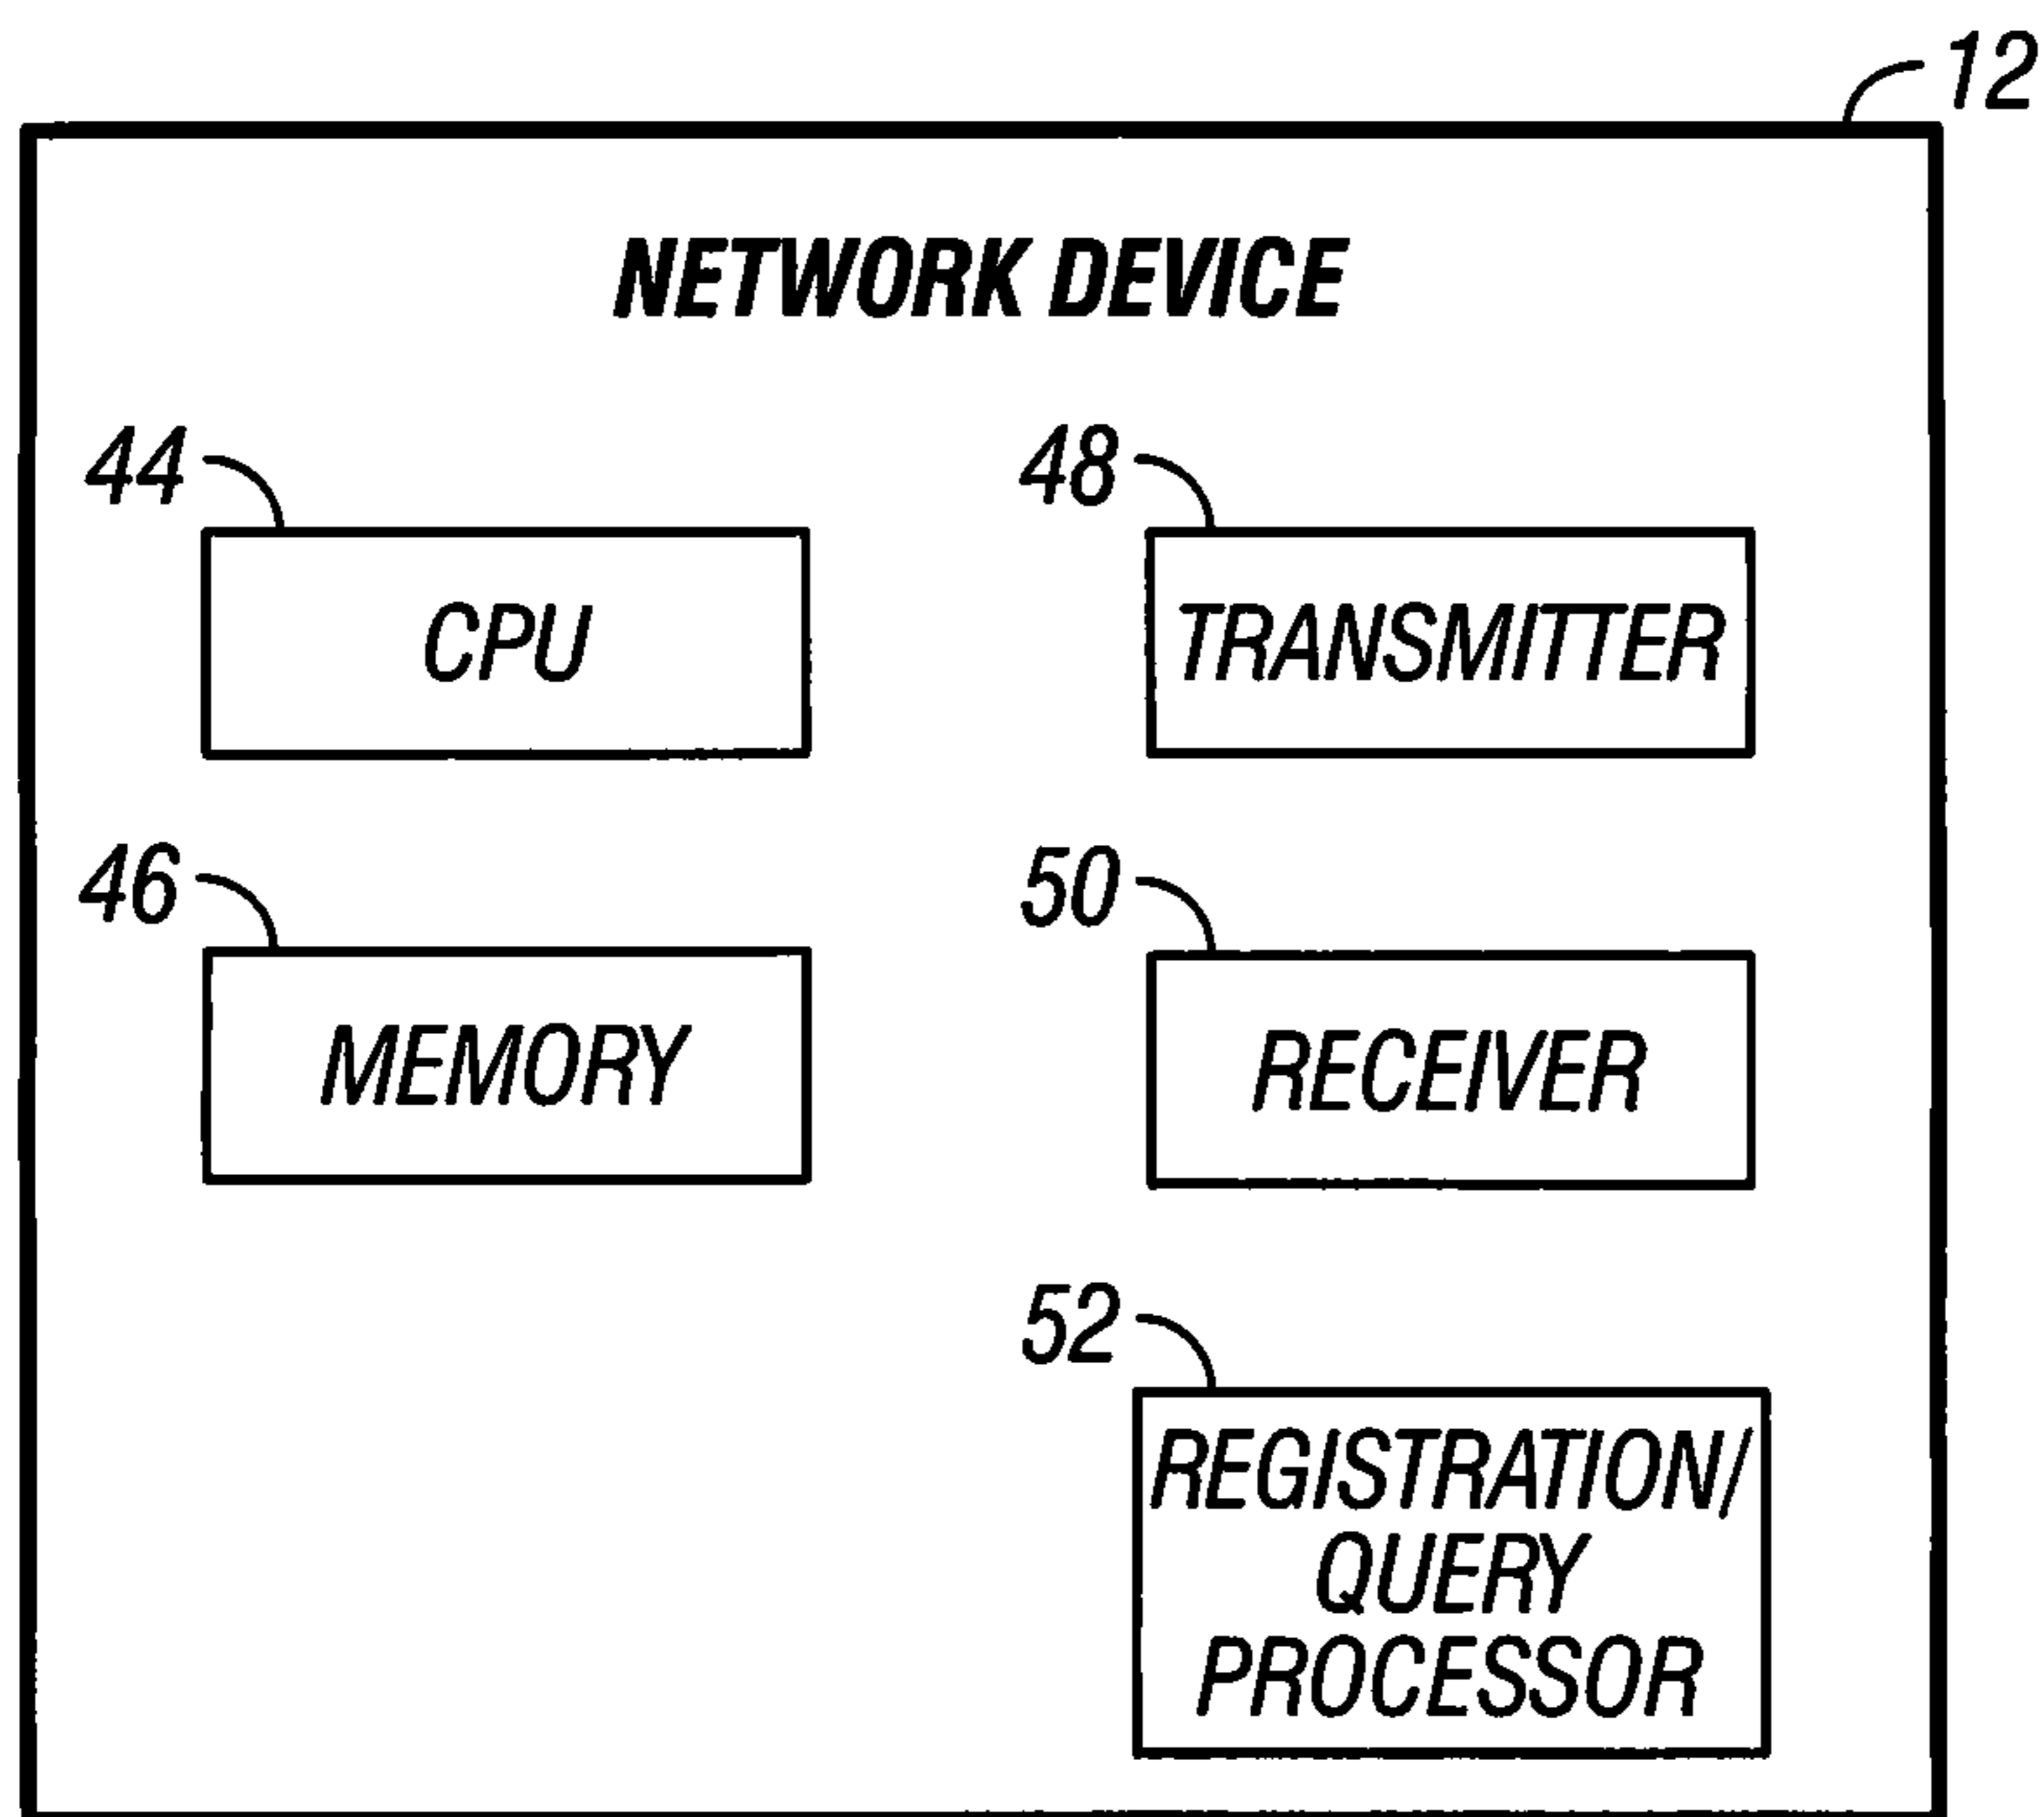 12
NETWORK DEVICE
44
48
CPU
TRANSMITTER
46
50
MEMORY
RECEIVER
52
REGISTRATION/
QUERY
PROCESSOR